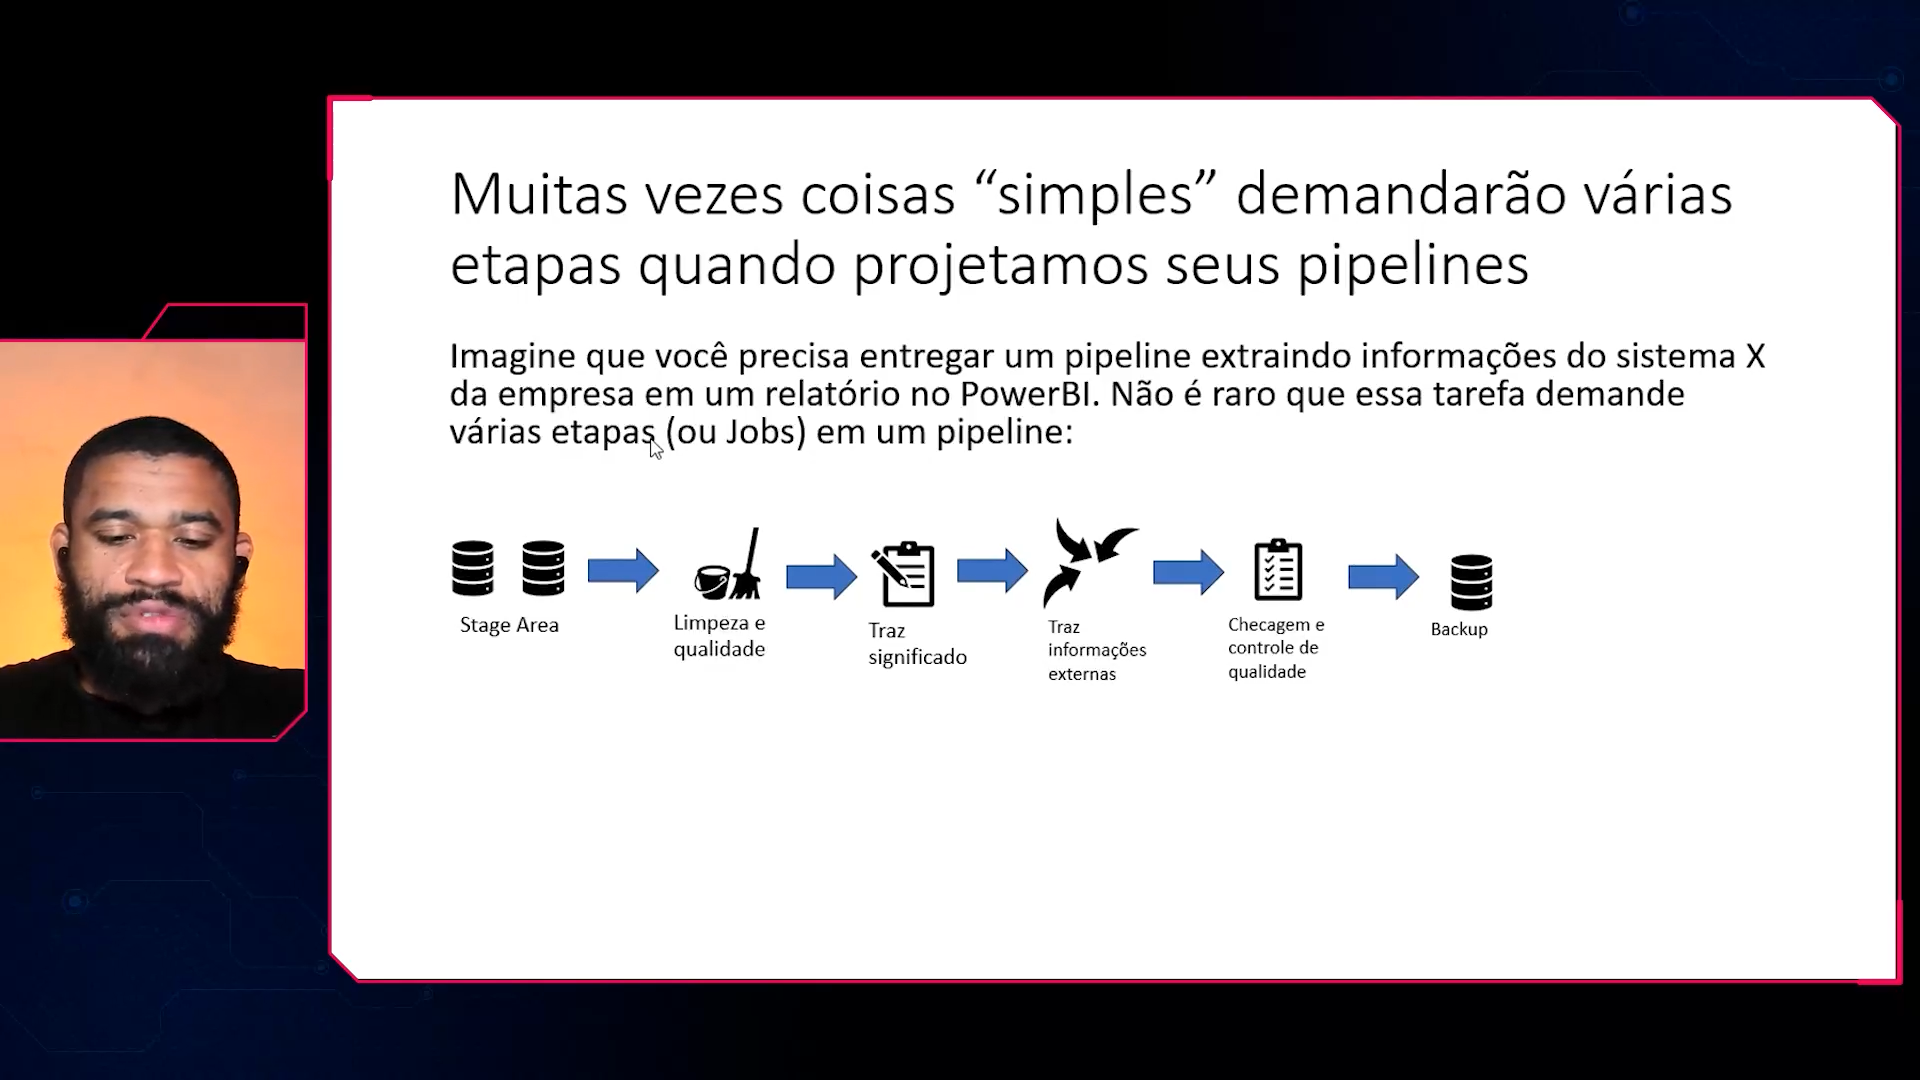 Muitas vezes coisas “simples” demandarão várias
etapas quando projetamos seus pipelines
Imagine que você precisa entregar um pipeline extraindo informações do sistema X
da empresa em um relatório no PowerBI. Não é raro que essa tarefa demande
várias etapas (ou Jobs) em um pipeline:
Stage Area
Limpeza e
qualidade
Traz
significado
Traz
informações
externas
Checagem e
controle de
qualidade
Backup